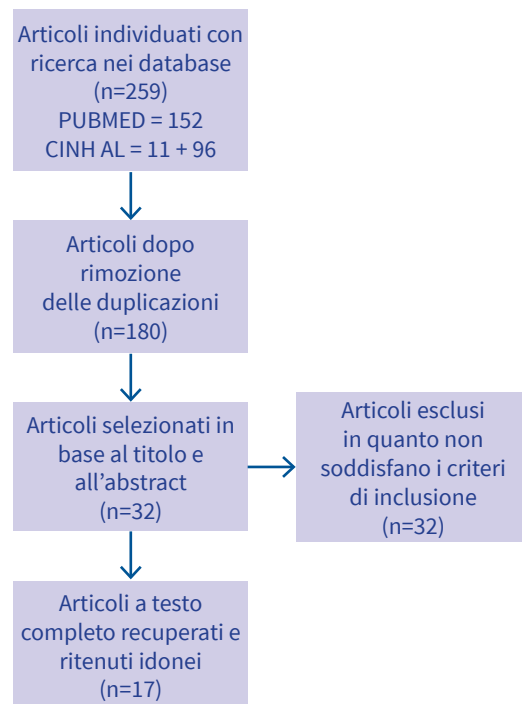 Articoli individuati con
ricerca nei database
(n=259)
PUBMED = 152
CINH AL = 11 + 96
Articoli dopo
rimozione
delle duplicazioni
(n=180)
Articoli selezionati in
base al titolo e
all’abstract
(n=32)
Articoli esclusi
in quanto non
soddisfano i criteri
di inclusione
(n=32)
Articoli a testo
completo recuperati e
ritenuti idonei
(n=17)